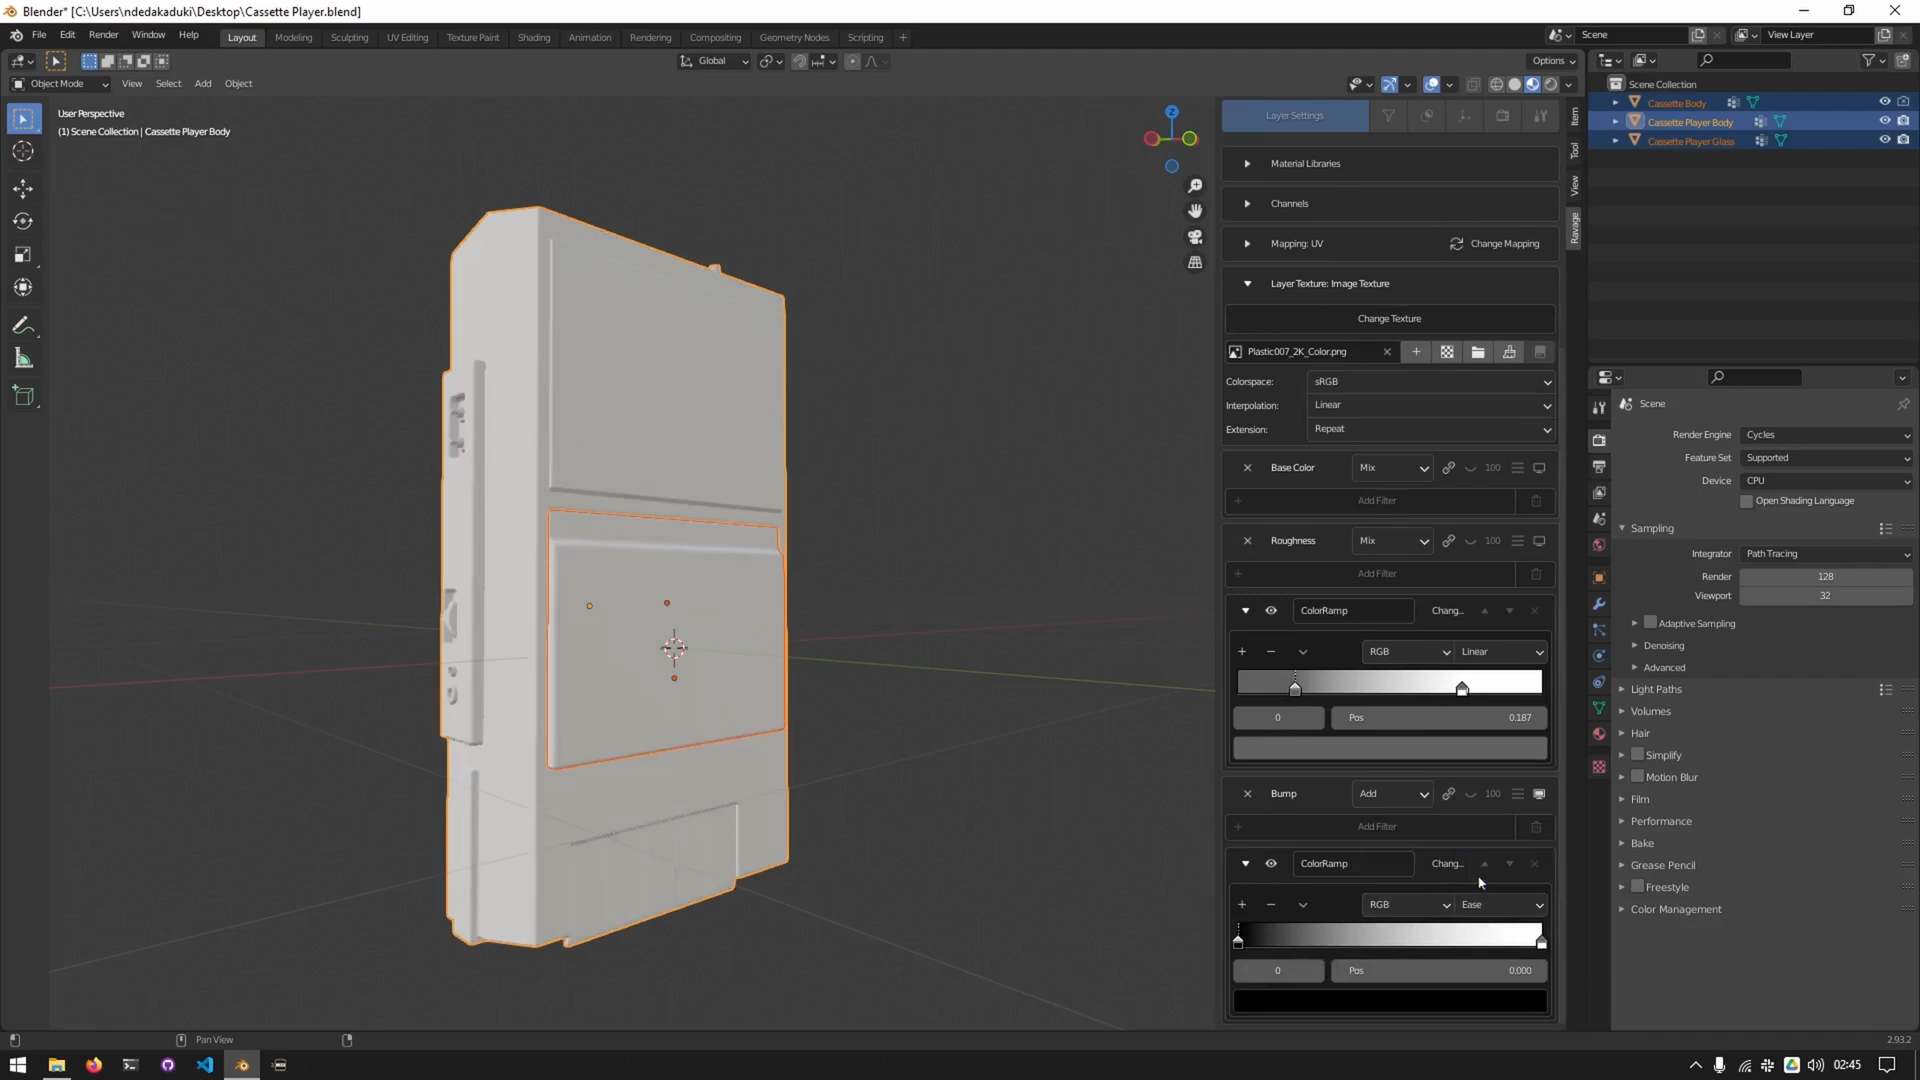 Blender* [C:\Users\ndedakaduki\Desktop\Cassette Player.blend]
File Edit Render Window Help Layout Modeling Sculpting UV Editing Texture Paint Shading Animation Rendering Compositing Geometry Nodes Scripting + Scene View Layer
Global Options
Object Mode View Select Add Object
User Perspective
(1) Scene Collection | Cassette Player Body
Z
Layer Settings
Material Libraries
Channels
Mapping: UV Change Mapping
Layer Texture: Image Texture
Change Texture
Plastic007_2K_Color.png
Colorspace: sRGB
Interpolation: Linear
Extension: Repeat
Base Color Mix 100
Add Filter
Roughness Mix 100
Add Filter
ColorRamp Chang...
RGB Linear
0 Pos 0.187
Bump Add 100
Add Filter
ColorRamp Chang...
RGB Ease
0 Pos 0.000
Item
Tool
View
Ravage
Scene Collection
Cassette Body
Cassette Player Body
Cassette Player Glass
Scene
Render Engine Cycles
Feature Set Supported
Device CPU
Open Shading Language
Sampling
Integrator Path Tracing
Render 128
Viewport 32
Adaptive Sampling
Denoising
Advanced
Light Paths
Volumes
Hair
Simplify
Motion Blur
Film
Performance
Bake
Grease Pencil
Freestyle
Color Management
Pan View
2.93.2
02:45